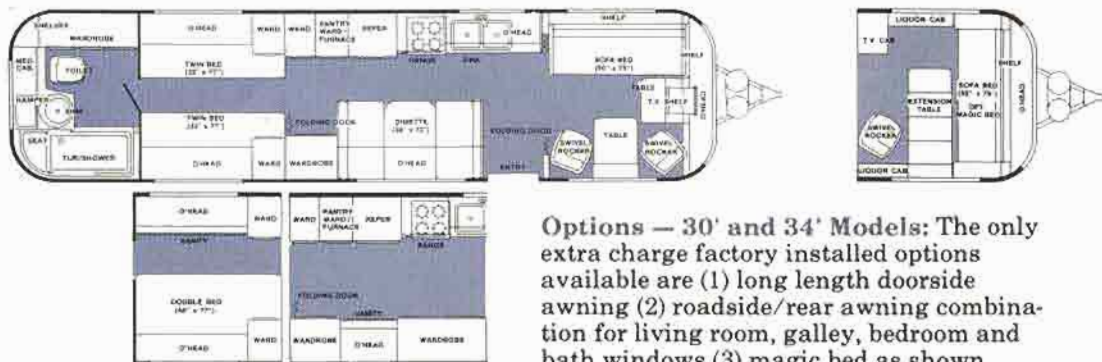 SHELVES
WARDROBE
O'HEAD
WARD
WARD
PANTRY
WARD-
FURNACE
REFER
RANGE
SINK
O'HEAD
SHELF
SOFA BED
SHELF
MED.
CAB.
TOILET
TWIN BED
TABLE
T.V. SHELF
O'HEAD
HAMPER
SINK
TWIN BED
FOLDING DOOR
DINETTE
FOLDING DOOR
SWIVEL
ROCKER
TABLE
SWIVEL
ROCKER
SEAT
TUB/SHOWER
O'HEAD
WARD
WARDROBE
O'HEAD
ENTRY
LIQUOR CAB
T.V. CAB
SHELF
EXTENSION
TABLE
SOFA BED
MAGIC BED
O'HEAD
SWIVEL
ROCKER
LIQUOR CAB
O'HEAD
WARD
VANITY
DOUBLE BED
O'HEAD
WARD
WARD
PANTRY
WARD/
FURNACE
REFER
RANGE
FOLDING DOOR
VANITY
WARDROBE
O'HEAD
WARDROBE
Options — 30' and 34' Models: The only
extra charge factory installed options
available are (1) long length doorside
awning (2) roadside/rear awning combina-
tion for living room, galley, bedroom and
bath windows (3) magic bed as shown